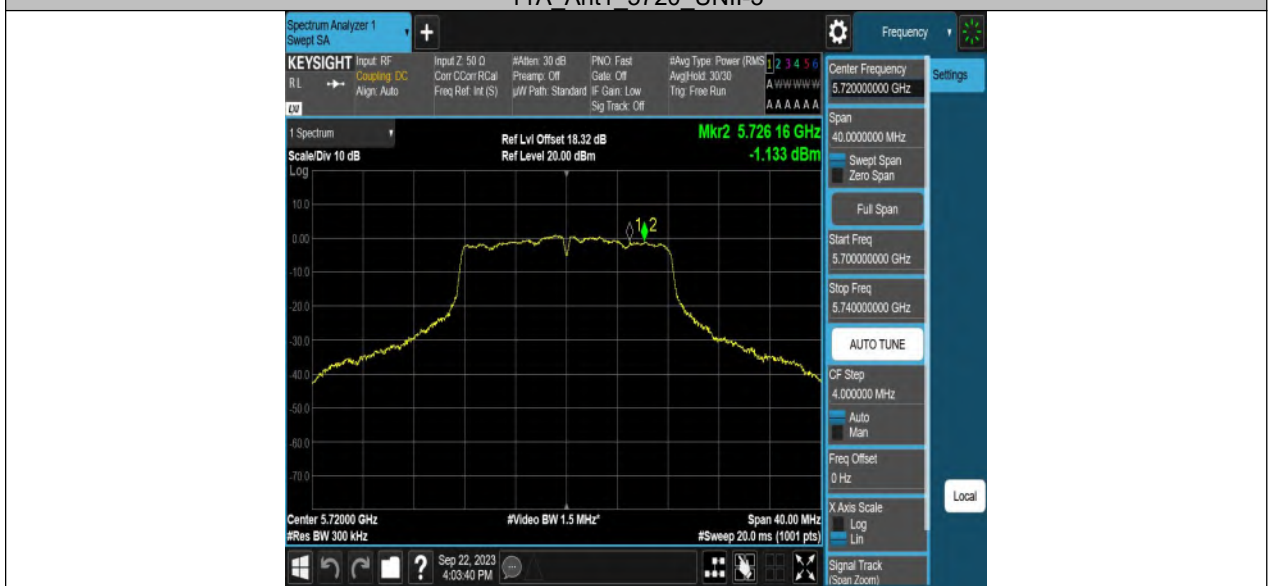 11A_Ant1_5720_UNII-3
Spectrum Analyzer 1
Swept SA
+
Frequency
KEYSIGHT
RL
LXI
Input: RF
Coupling: DC
Align: Auto
Input Z: 50 Ω
Corr CCorr RCal
Freq Ref: Int (S)
#Atten: 30 dB
Preamp: Off
µW Path: Standard
PNO: Fast
Gate: Off
IF Gain: Low
Sig Track: Off
#Avg Type: Power (RMS
Avg|Hold: 30/30
Trig: Free Run
1 2 3 4 5 6
A W W W W W
A A A A A A
1 Spectrum
Scale/Div 10 dB
Log
Ref Lvl Offset 18.32 dB
Ref Level 20.00 dBm
Mkr2 5.726 16 GHz
-1.133 dBm
10.0
0.00
-10.0
-20.0
-30.0
-40.0
-50.0
-60.0
-70.0
1
2
Center 5.72000 GHz
#Res BW 300 kHz
#Video BW 1.5 MHz*
Span 40.00 MHz
#Sweep 20.0 ms (1001 pts)
?
Sep 22, 2023
4:03:40 PM
Center Frequency
5.720000000 GHz
Settings
Span
40.0000000 MHz
Swept Span
Zero Span
Full Span
Start Freq
5.700000000 GHz
Stop Freq
5.740000000 GHz
AUTO TUNE
CF Step
4.000000 MHz
Auto
Man
Freq Offset
0 Hz
X Axis Scale
Log
Lin
Local
Signal Track
(Span Zoom)